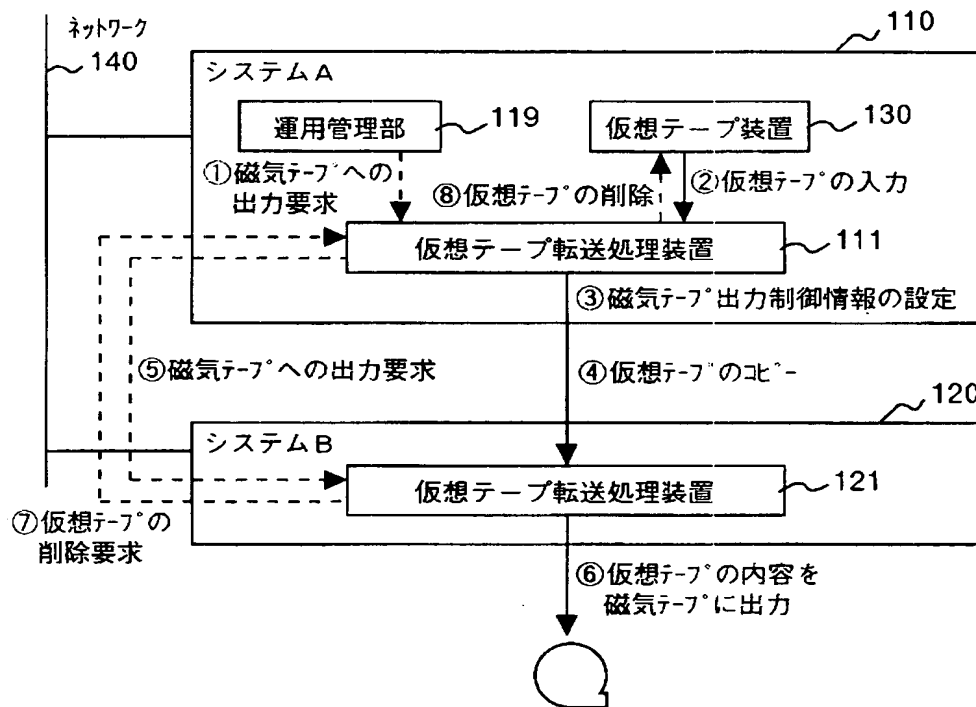 ネットワーク
140
110
システムA
運用管理部
119
仮想テープ装置
130
①磁気ﾃｰﾌﾟへの
出力要求
⑧仮想ﾃｰﾌﾟの削除
②仮想ﾃｰﾌﾟの入力
仮想テープ転送処理装置
111
③磁気ﾃｰﾌﾟ出力制御情報の設定
⑤磁気ﾃｰﾌﾟへの出力要求
④仮想ﾃｰﾌﾟのｺﾋﾟｰ
120
システムB
仮想テープ転送処理装置
121
⑦仮想ﾃｰﾌﾟの
削除要求
⑥仮想ﾃｰﾌﾟの内容を
磁気ﾃｰﾌﾟに出力